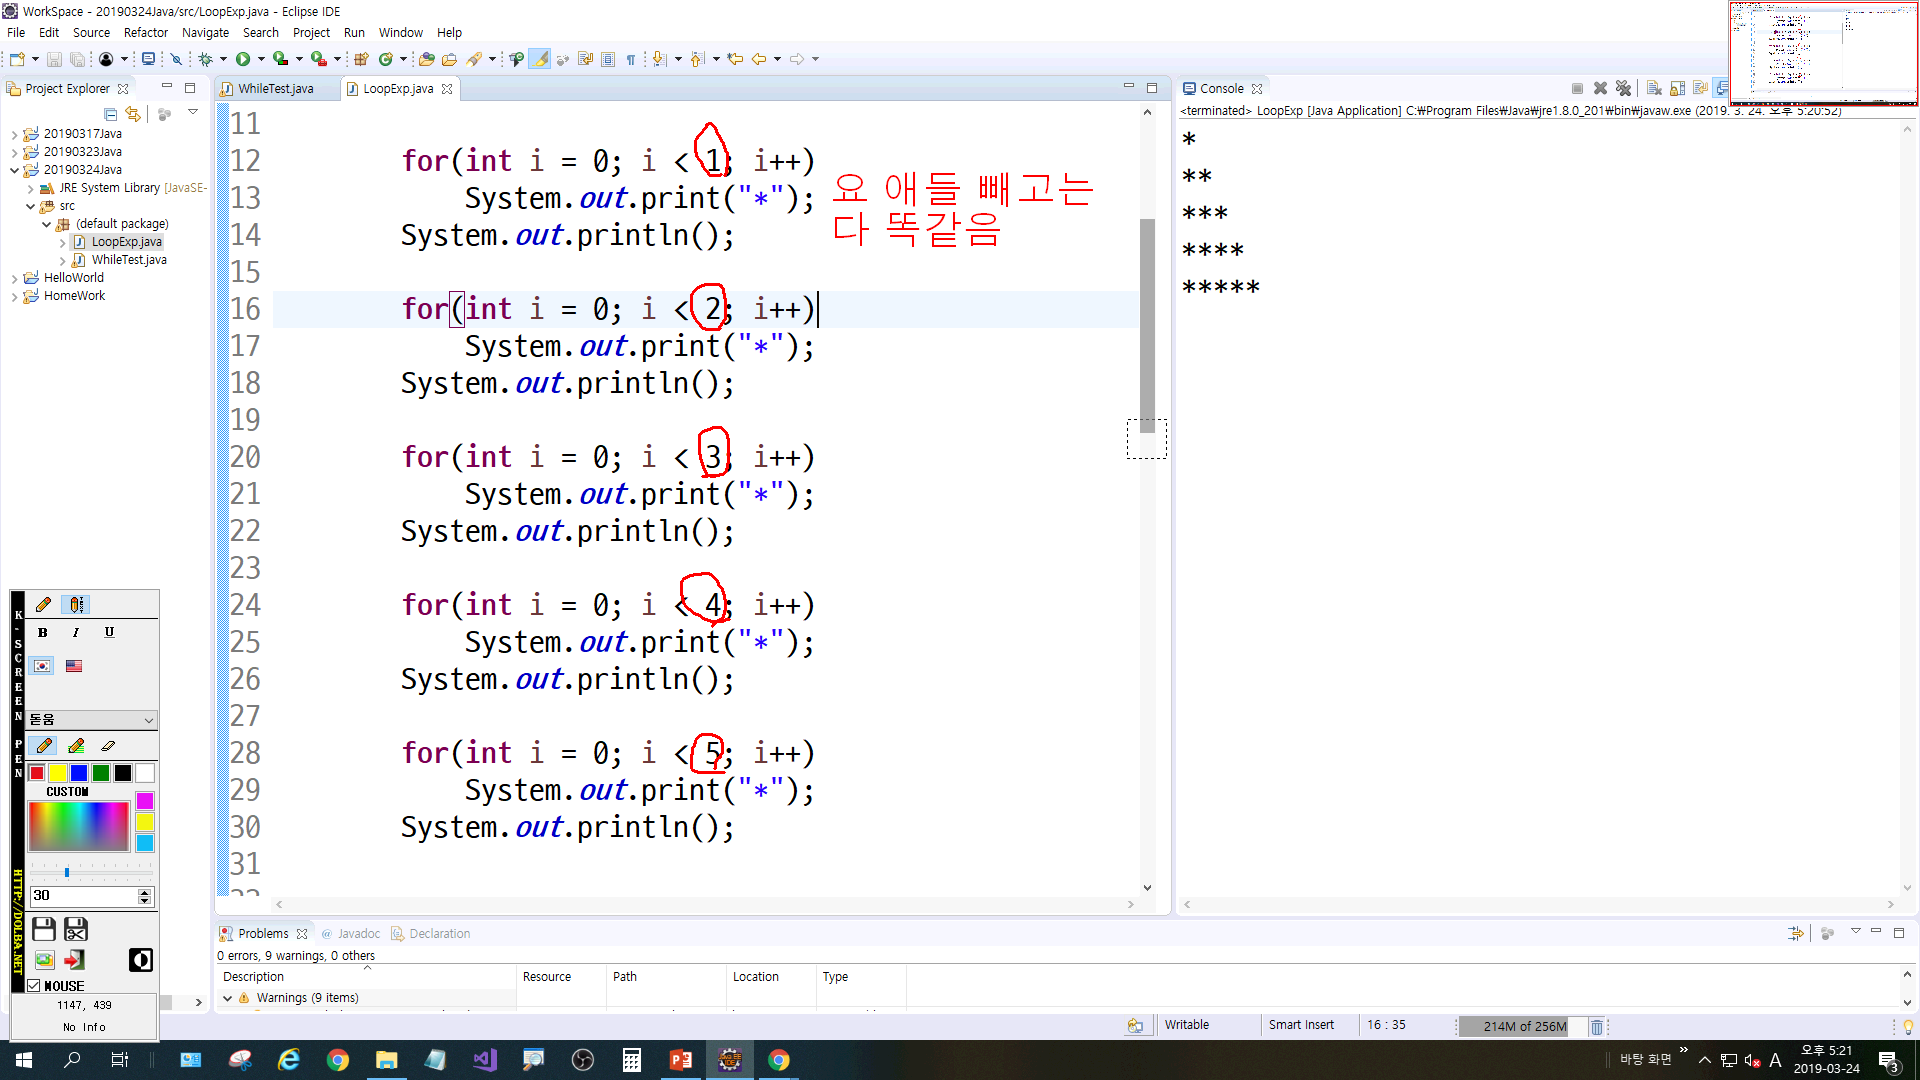 WorkSpace - 20190324Java/src/LoopExp.java - Eclipse IDE
File Edit Source Refactor Navigate Search Project Run Window Help
Project Explorer
20190317Java
20190323Java
20190324Java
JRE System Library [JavaSE-
src
(default package)
LoopExp.java
WhileTest.java
HelloWorld
HomeWork
WhileTest.java LoopExp.java
11
12 for(int i = 0; i < 1; i++)
13 System.out.print("*");
14 System.out.println();
15
16 for(int i = 0; i < 2; i++)
17 System.out.print("*");
18 System.out.println();
19
20 for(int i = 0; i < 3; i++)
21 System.out.print("*");
22 System.out.println();
23
24 for(int i = 0; i < 4; i++)
25 System.out.print("*");
26 System.out.println();
27
28 for(int i = 0; i < 5; i++)
29 System.out.print("*");
30 System.out.println();
31
요 애들 빼고는
다 똑같음
Console
<terminated> LoopExp [Java Application] C:₩Program Files₩Java₩jre1.8.0_201₩bin₩javaw.exe (2019. 3. 24. 오후 5:20:52)
*
**
***
****
*****
K-SCREEN PEN
HTTP://DOLBA.NET
B I U
돋움
CUSTOM
30
MOUSE
1147, 439
No Info
Problems @ Javadoc Declaration
0 errors, 9 warnings, 0 others
Description Resource Path Location Type
Warnings (9 items)
Writable Smart Insert 16 : 35 214M of 256M
바탕 화면 A 오후 5:21
2019-03-24
3